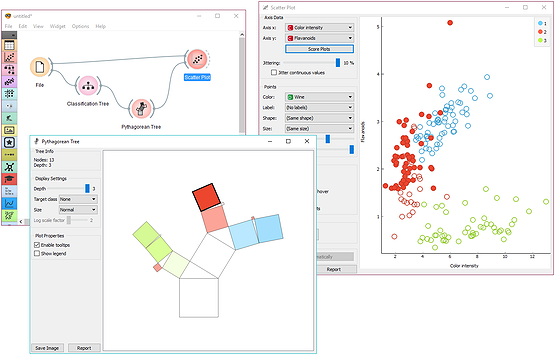 untitled*
File Edit View Widget Options Help
File
Classification Tree
Pythagorean Tree
Scatter Plot
Scatter Plot
Axis Data
Axis x: Color intensity
Axis y: Flavanoids
Score Plots
Jittering: 10 %
Jitter continuous values
Points
Color: Wine
Label: (No labels)
Shape: (Same shape)
Size: (Same size)
hover
Report
5
4
3
2
1
Flavanoids
2 4 6 8 10 12
Color intensity
1
2
3
Pythagorean Tree
Tree Info
Nodes: 13
Depth: 3
Display Settings
Depth 3
Target class None
Size Normal
Log scale factor 2
Plot Properties
Enable tooltips
Show legend
Save Image Report